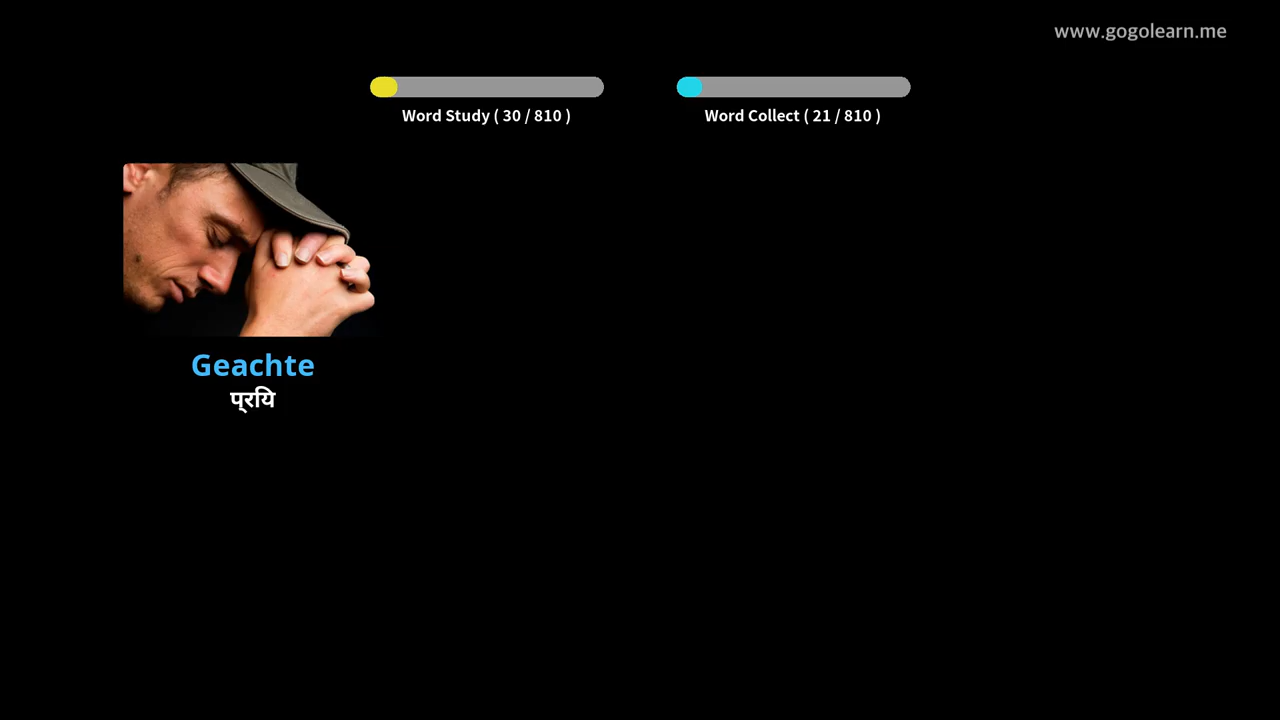 www.gogolearn.me
Word Study ( 30 / 810 )
Word Collect ( 21 / 810 )
Geachte
प्रयि